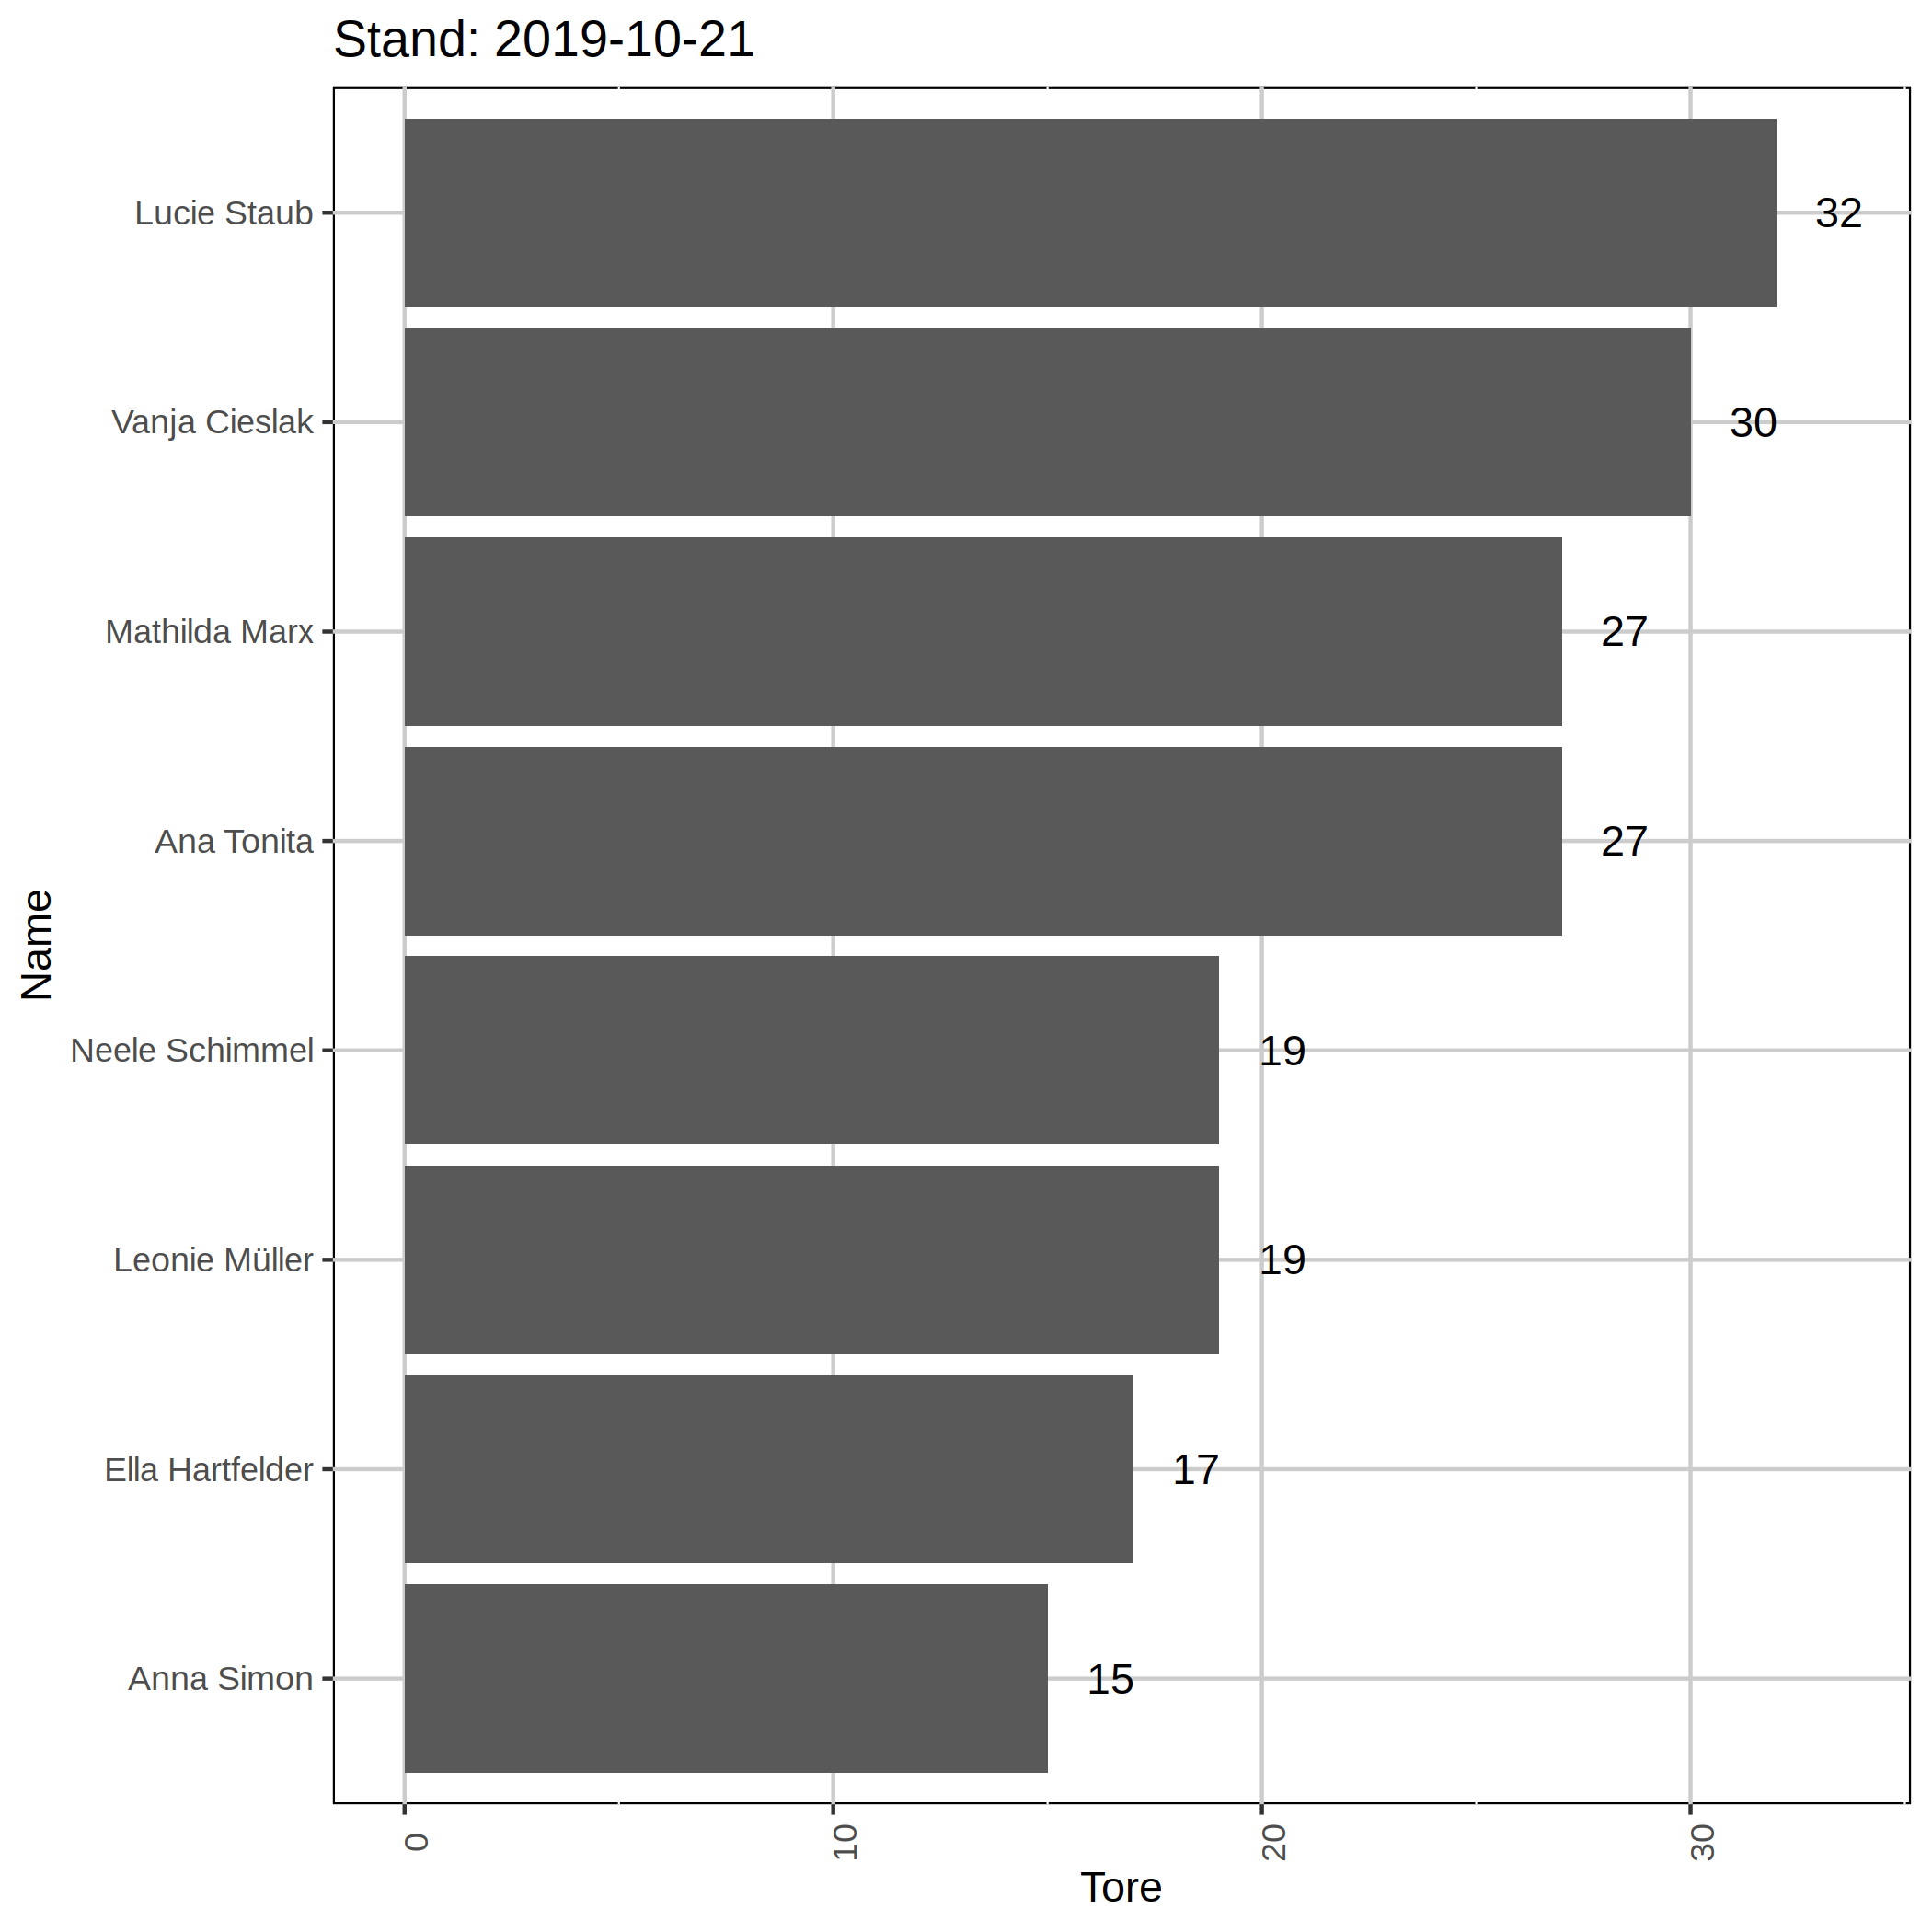 Stand: 2019-10-21
Lucie Staub 32
Vanja Cieslak 30
Mathilda Marx 27
Ana Tonita 27
Name
Neele Schimmel 19
Leonie Müller 19
Ella Hartfelder 17
Anna Simon 15
0 10 20 30
Tore